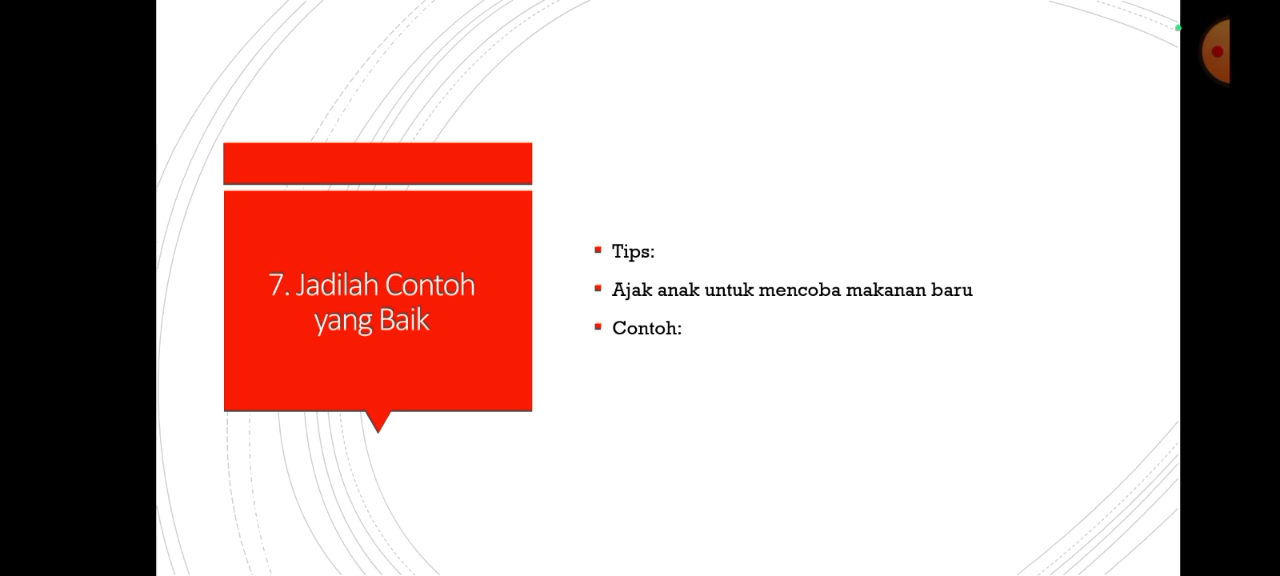 7. Jadilah Contoh
yang Baik
Tips:
Ajak anak untuk mencoba makanan baru
Contoh: